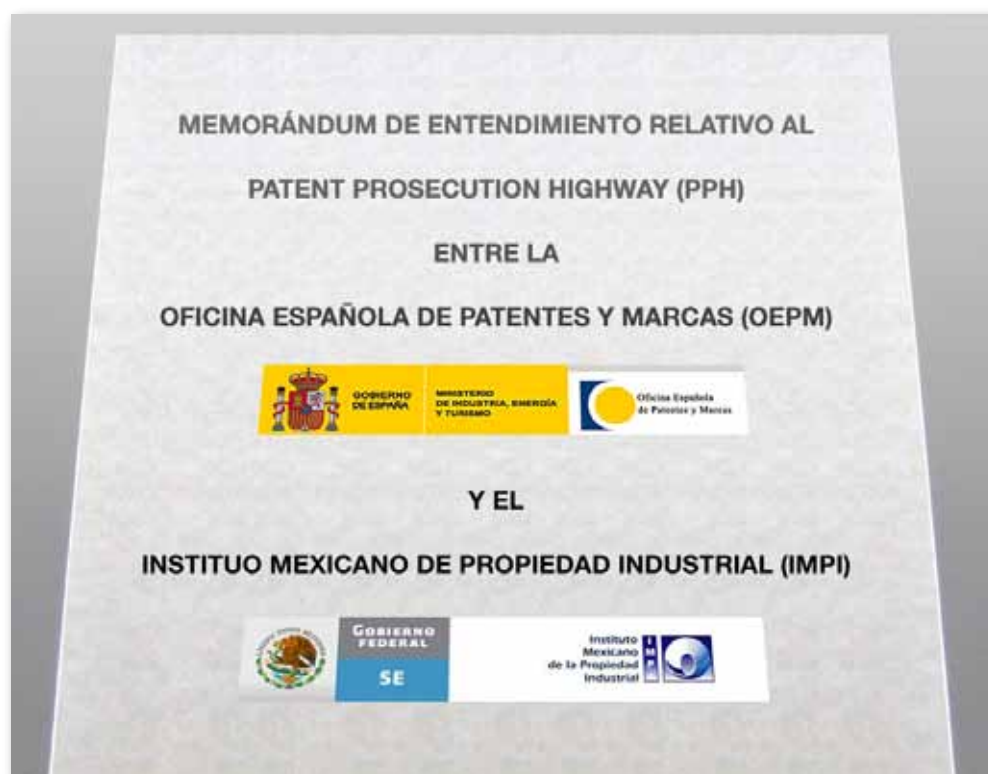 MEMORÁNDUM DE ENTENDIMIENTO RELATIVO AL
PATENT PROSECUTION HIGHWAY (PPH)
ENTRE LA
OFICINA ESPAÑOLA DE PATENTES Y MARCAS (OEPM)
GOBIERNO
DE ESPAÑA
MINISTERIO
DE INDUSTRIA, ENERGÍA
Y TURISMO
Oficina Española
de Patentes y Marcas
Y EL
INSTITUO MEXICANO DE PROPIEDAD INDUSTRIAL (IMPI)
GOBIERNO
FEDERAL
SE
Instituto
Mexicano
de la Propiedad
Industrial
IMPI